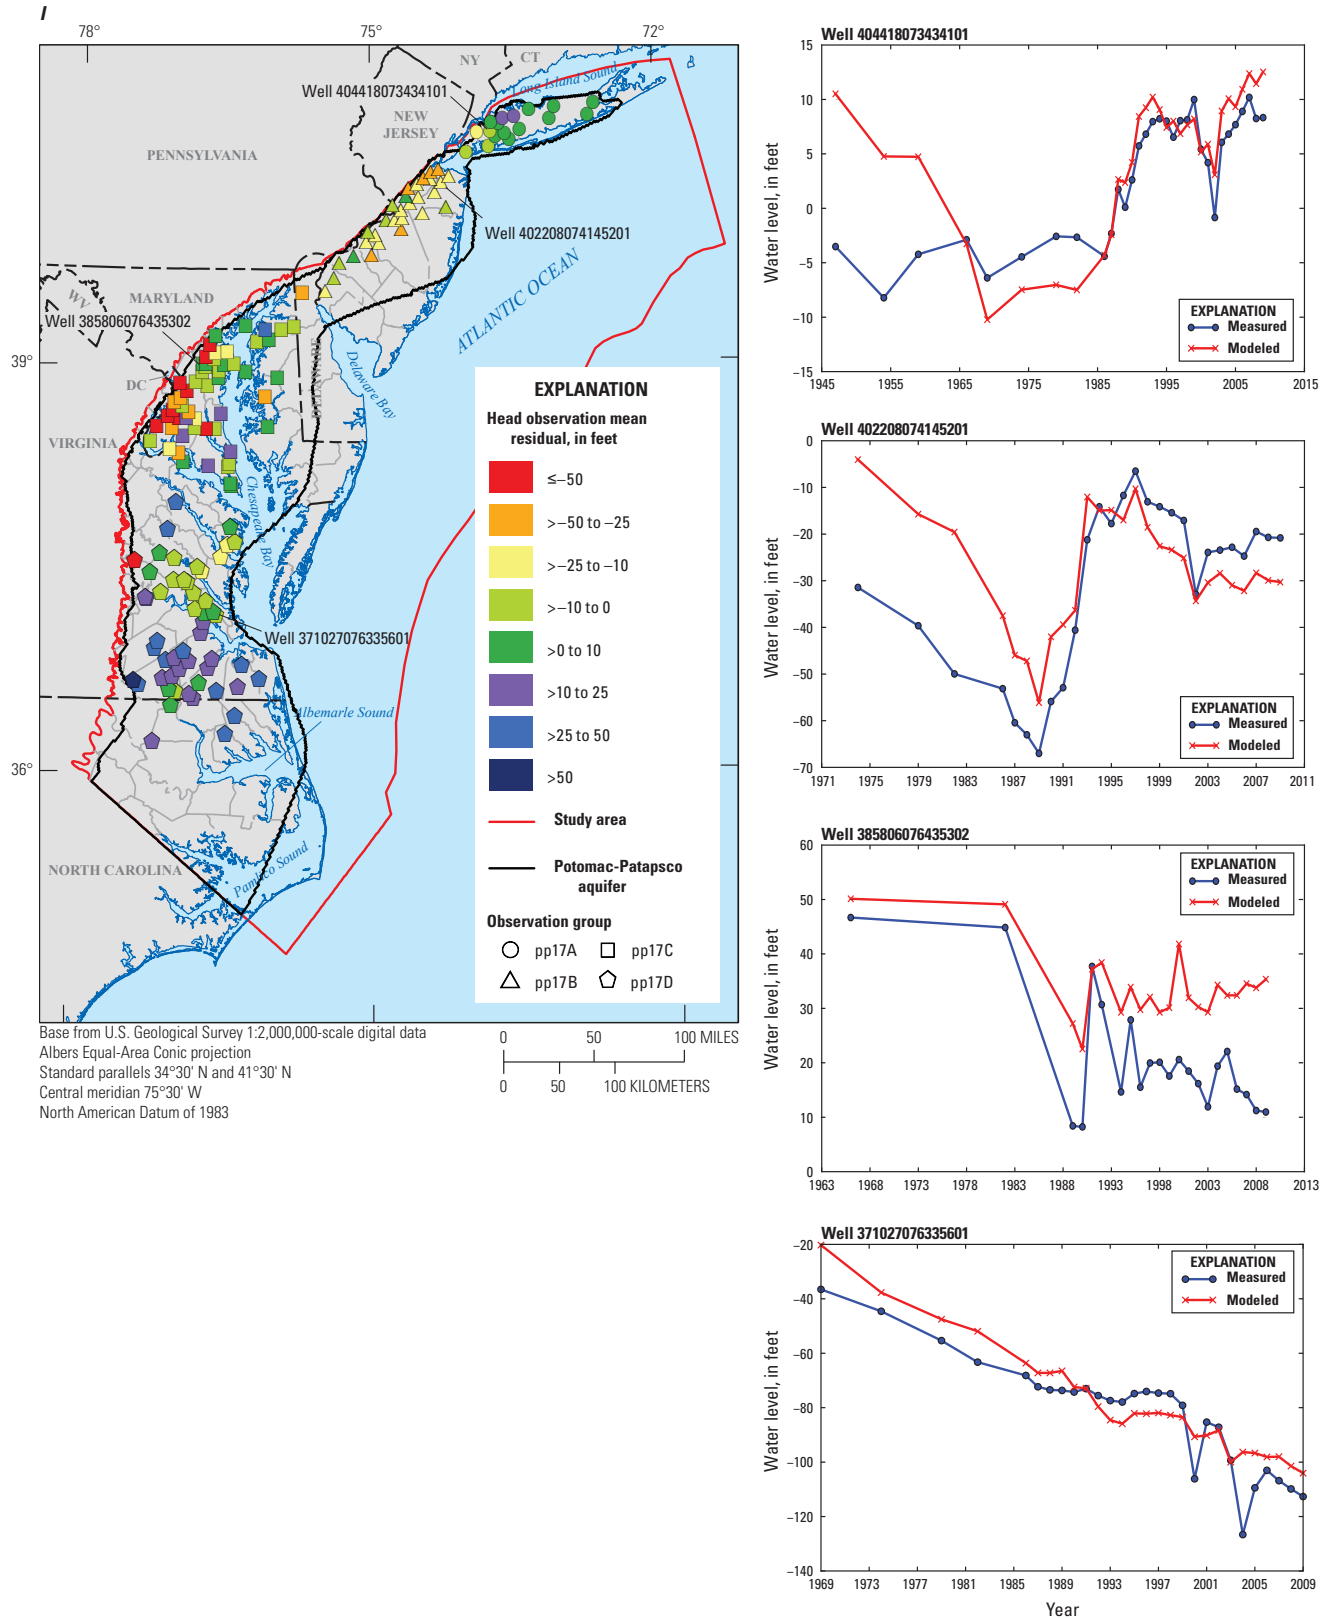 I
78°
75°
72°
NY
CT
Long Island Sound
Well 404418073434101
NEW
JERSEY
PENNSYLVANIA
Well 402208074145201
ATLANTIC OCEAN
WV
MARYLAND
Well 385806076435302
39°
DC
DELAWARE
Delaware Bay
VIRGINIA
Chesapeake Bay
Well 371027076335601
Albemarle Sound
36°
NORTH CAROLINA
Pamlico Sound
EXPLANATION
Head observation mean
residual, in feet
≤–50
>–50 to –25
>–25 to –10
>–10 to 0
>0 to 10
>10 to 25
>25 to 50
>50
Study area
Potomac-Patapsco
aquifer
Observation group
pp17A
pp17C
pp17B
pp17D
Base from U.S. Geological Survey 1:2,000,000-scale digital data
Albers Equal-Area Conic projection
Standard parallels 34°30' N and 41°30' N
Central meridian 75°30' W
North American Datum of 1983
0 50 100 MILES
0 50 100 KILOMETERS
Well 404418073434101
Water level, in feet
15
10
5
0
–5
–10
–15
EXPLANATION
Measured
Modeled
1945 1955 1965 1975 1985 1995 2005 2015
Well 402208074145201
Water level, in feet
0
–10
–20
–30
–40
–50
–60
–70
EXPLANATION
Measured
Modeled
1971 1975 1979 1983 1987 1991 1995 1999 2003 2007 2011
Well 385806076435302
Water level, in feet
60
50
40
30
20
10
0
EXPLANATION
Measured
Modeled
1963 1968 1973 1978 1983 1988 1993 1998 2003 2008 2013
Well 371027076335601
Water level, in feet
–20
–40
–60
–80
–100
–120
–140
EXPLANATION
Measured
Modeled
1969 1973 1977 1981 1985 1989 1993 1997 2001 2005 2009
Year